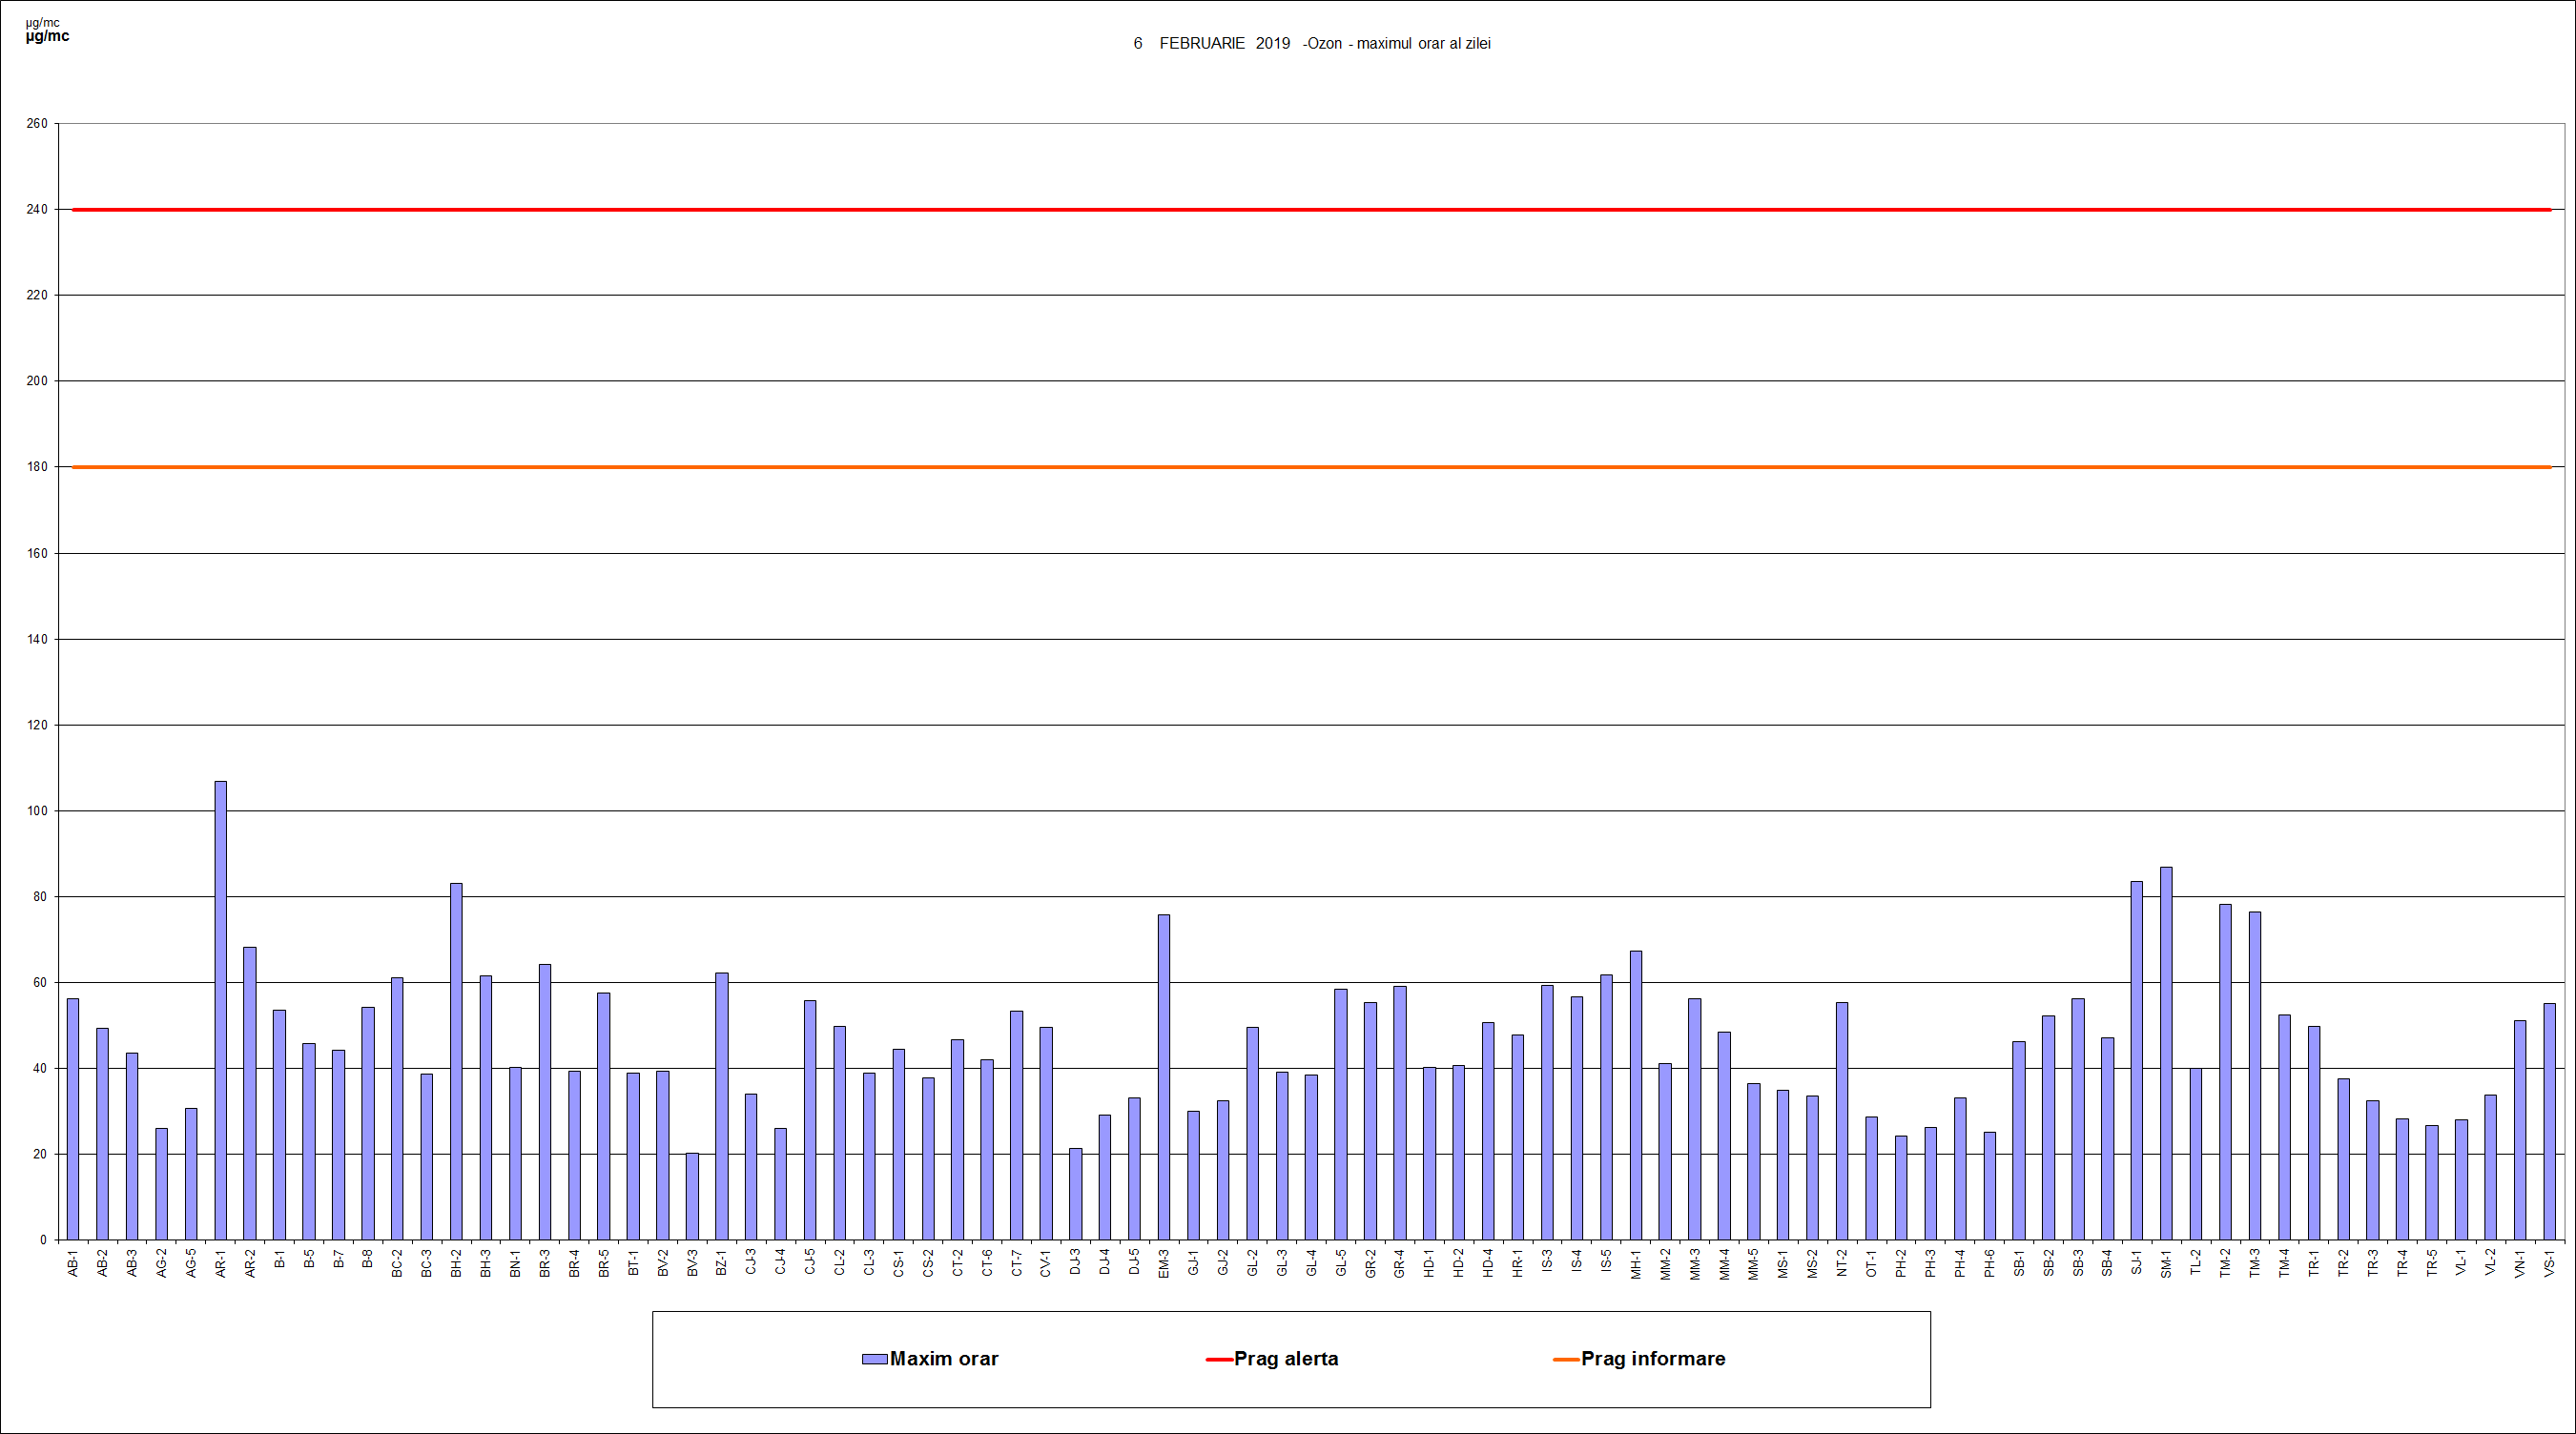 µg/mc
µg/mc
6 FEBRUARIE 2019 -Ozon - maximul orar al zilei
260
240
220
200
180
160
140
120
100
80
60
40
20
0
AB-1 AB-2 AB-3 AG-2 AG-5 AR-1 AR-2 B-1 B-5 B-7 B-8 BC-2 BC-3 BH-2 BH-3 BN-1 BR-3 BR-4 BR-5 BT-1 BV-2 BV-3 BZ-1 CJ-3 CJ-4 CJ-5 CL-2 CL-3 CS-1 CS-2 CT-2 CT-6 CT-7 CV-1 DJ-3 DJ-4 DJ-5 EM-3 GJ-1 GJ-2 GL-2 GL-3 GL-4 GL-5 GR-2 GR-4 HD-1 HD-2 HD-4 HR-1 IS-3 IS-4 IS-5 MH-1 MM-2 MM-3 MM-4 MM-5 MS-1 MS-2 NT-2 OT-1 PH-2 PH-3 PH-4 PH-6 SB-1 SB-2 SB-3 SB-4 SJ-1 SM-1 TL-2 TM-2 TM-3 TM-4 TR-1 TR-2 TR-3 TR-4 TR-5 VL-1 VL-2 VN-1 VS-1
Maxim orar Prag alerta Prag informare